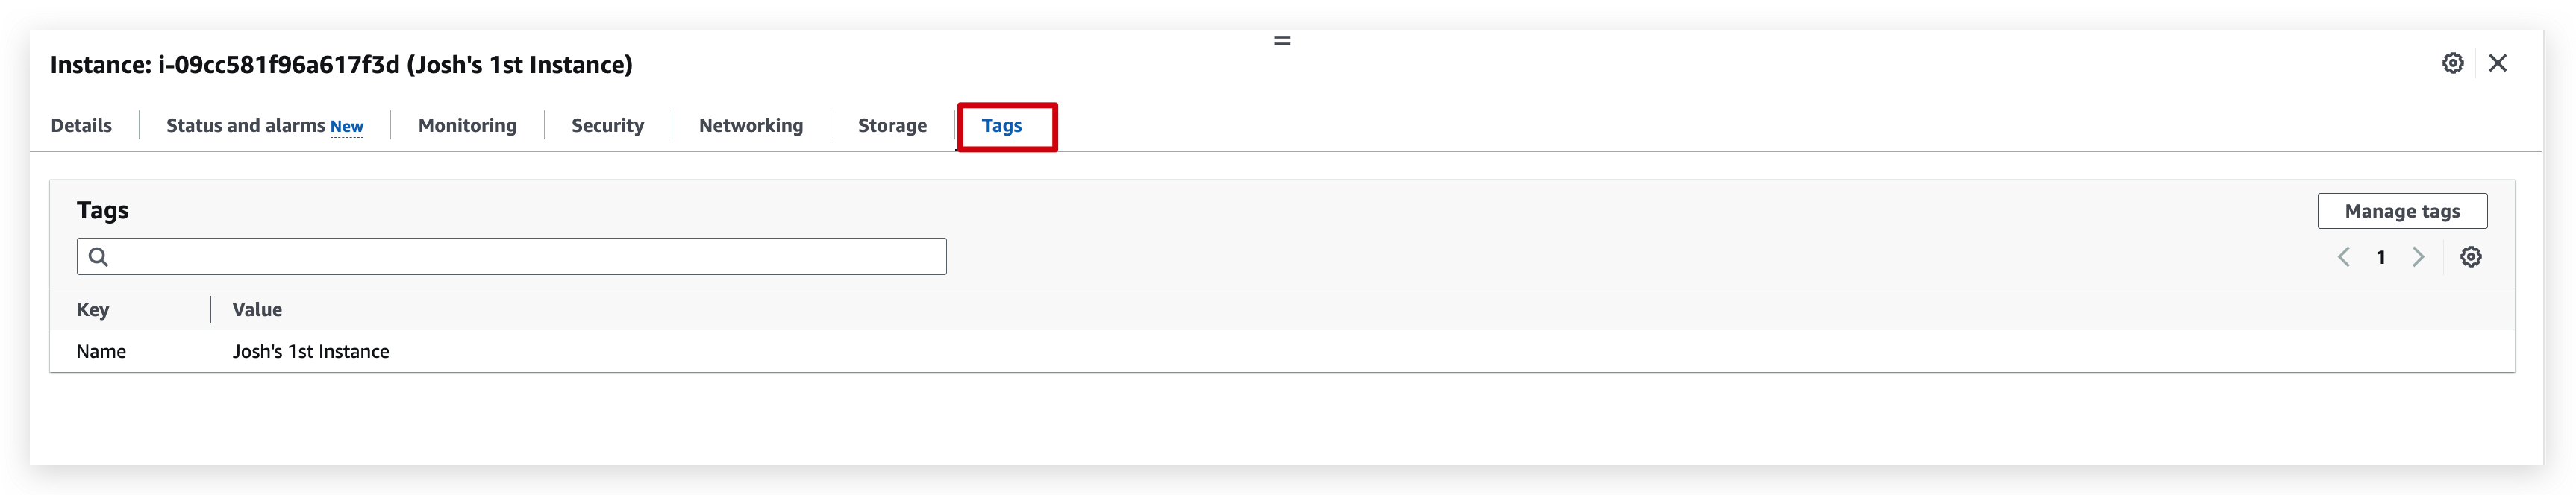 Instance: i-09cc581f96a617f3d (Josh's 1st Instance)
Details Status and alarms New Monitoring Security Networking Storage Tags
Tags
Manage tags
1
Key Value
Name Josh's 1st Instance